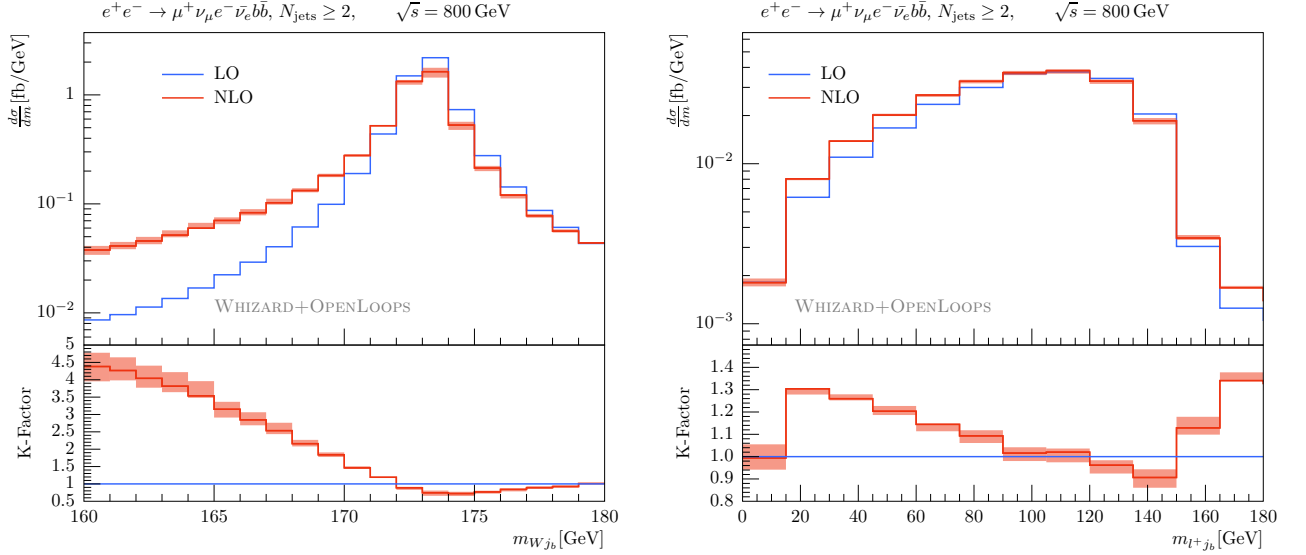 e⁺e⁻ → μ⁺ν_μe⁻ν̄_eb b̄, N_jets ≥ 2, √s = 800 GeV
dσ/dm [fb/GeV]
LO
NLO
1
10⁻¹
10⁻²
WHIZARD+OPENLOOPS
K-Factor
5
4.5
4
3.5
3
2.5
2
1.5
1
0.5
160 165 170 175 180
m_{Wj_b}[GeV]
e⁺e⁻ → μ⁺ν_μe⁻ν̄_eb b̄, N_jets ≥ 2, √s = 800 GeV
dσ/dm [fb/GeV]
LO
NLO
10⁻²
10⁻³
WHIZARD+OPENLOOPS
K-Factor
1.4
1.3
1.2
1.1
1.0
0.9
0.8
0 20 40 60 80 100 120 140 160 180
m_{l⁺j_b}[GeV]